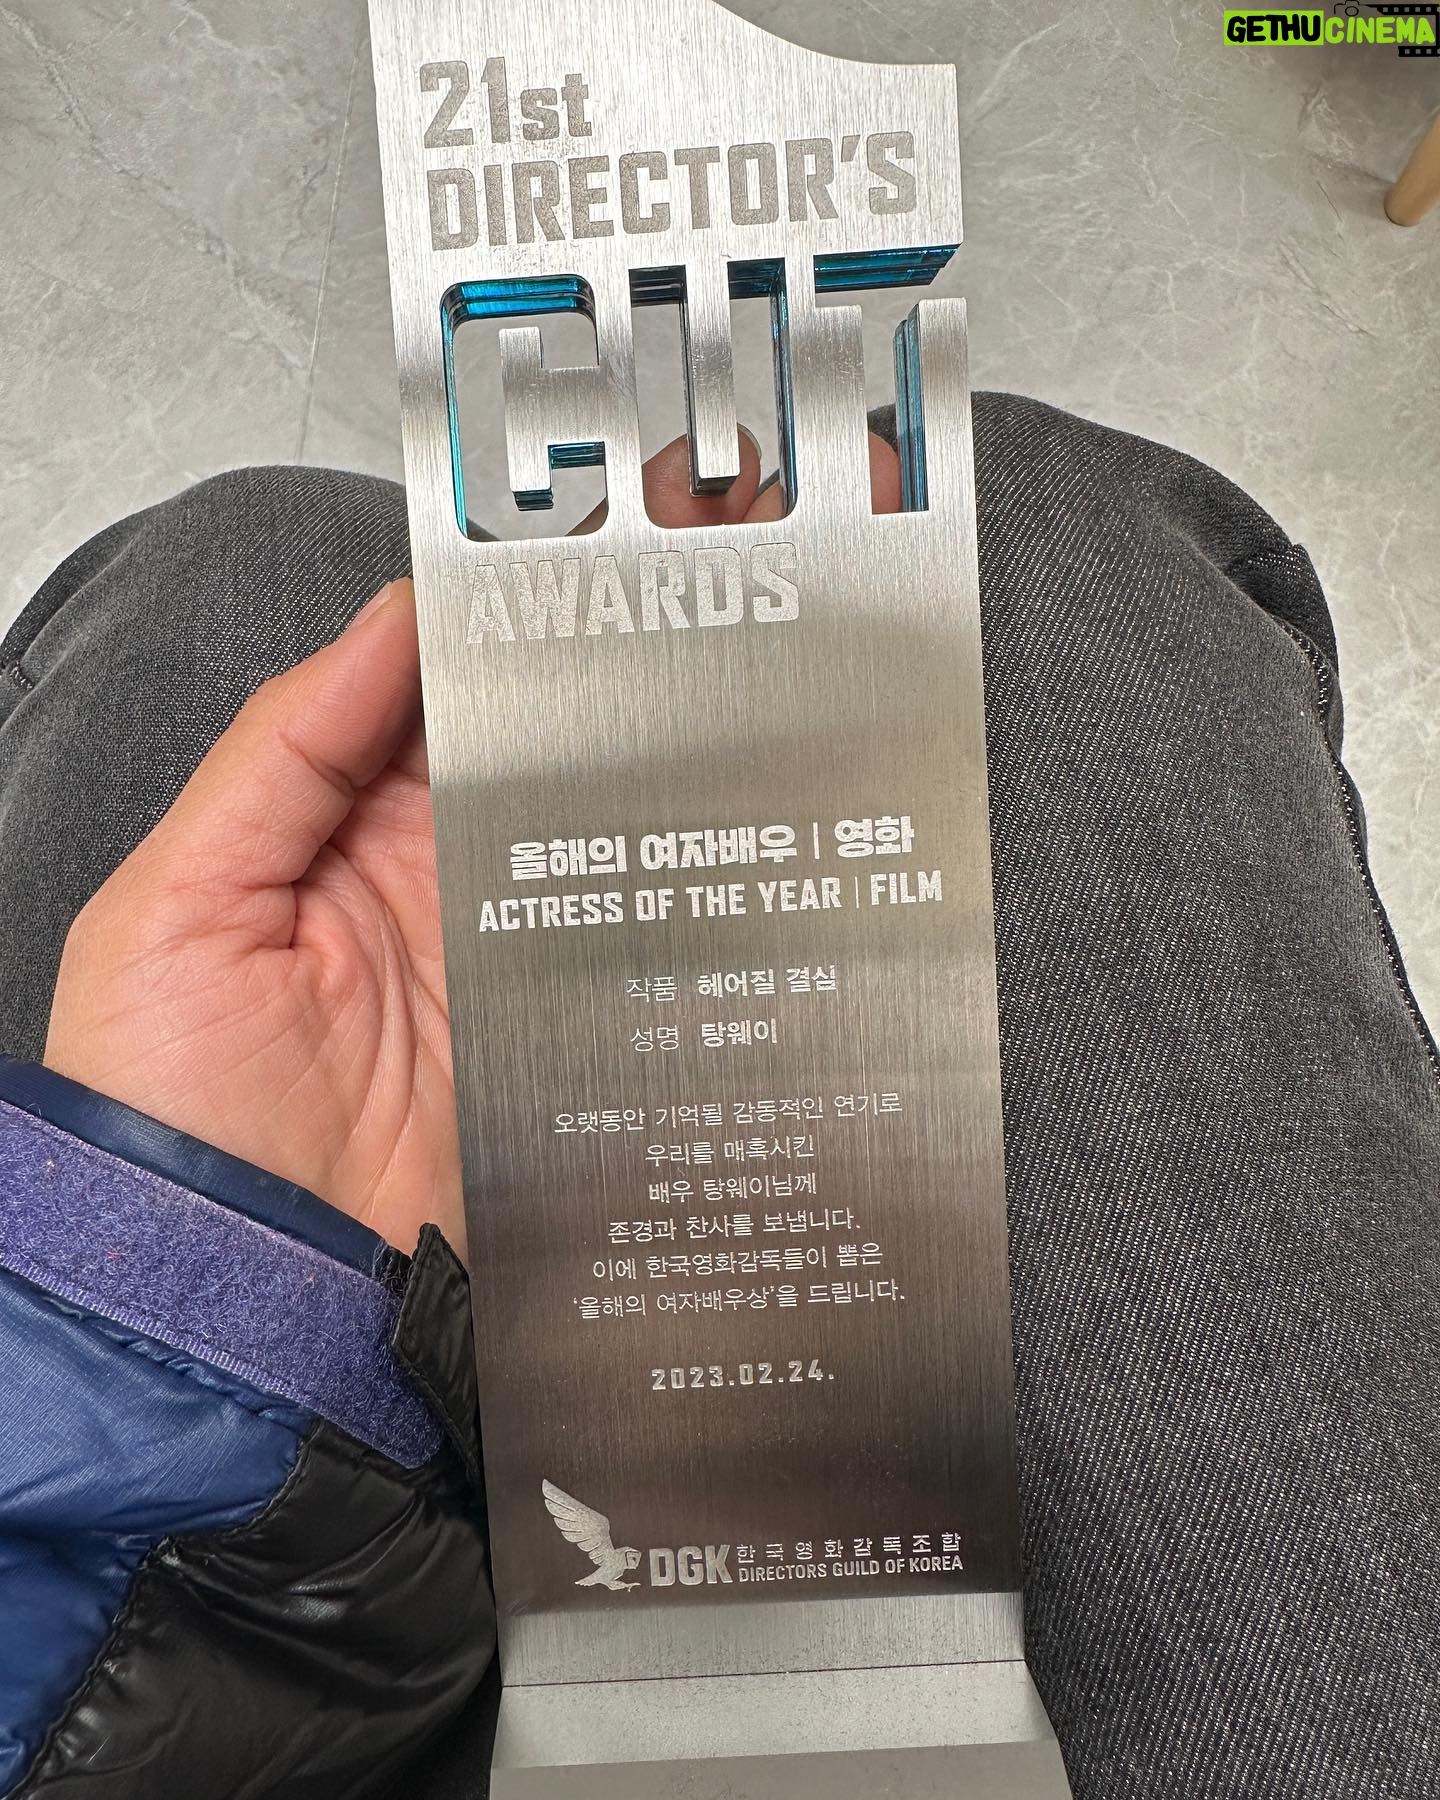 GETHUCINEMA
21st
DIRECTOR'S
CUT
AWARDS
올해의 여자배우 | 영화
ACTRESS OF THE YEAR | FILM
작품 헤어질 결심
성명 탕웨이
오랫동안 기억될 감동적인 연기로
우리를 매혹시킨
배우 탕웨이님께
존경과 찬사를 보냅니다.
이에 한국영화감독들이 뽑은
'올해의 여자배우상'을 드립니다.
2023.02.24.
DGK 한국영화감독조합
DIRECTORS GUILD OF KOREA